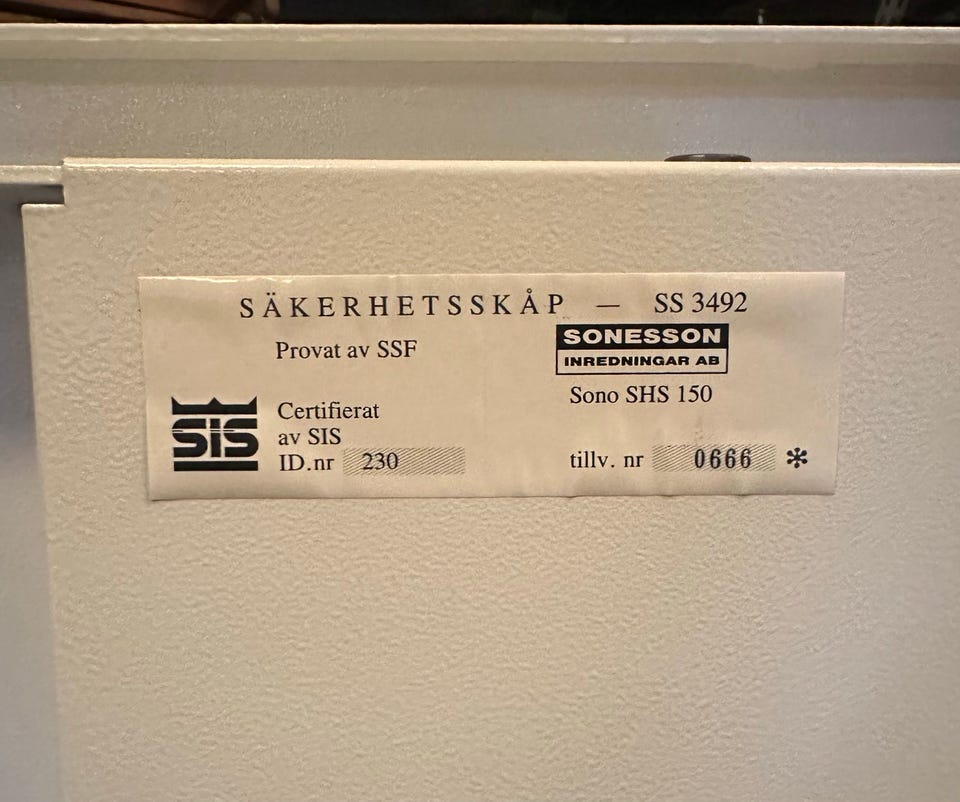 SÄKERHETSSKÅP — SS 3492
Provat av SSF
SONESSON
INREDNINGAR AB
Sono SHS 150
SIS
Certifierat
av SIS
ID.nr 230
tillv. nr 0666 *